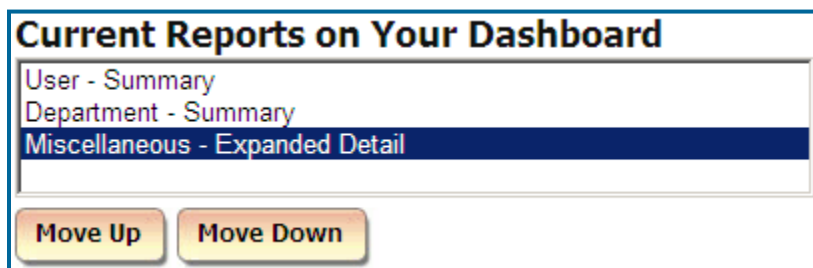 Current Reports on Your Dashboard
User - Summary
Department - Summary
Miscellaneous - Expanded Detail
Move Up Move Down